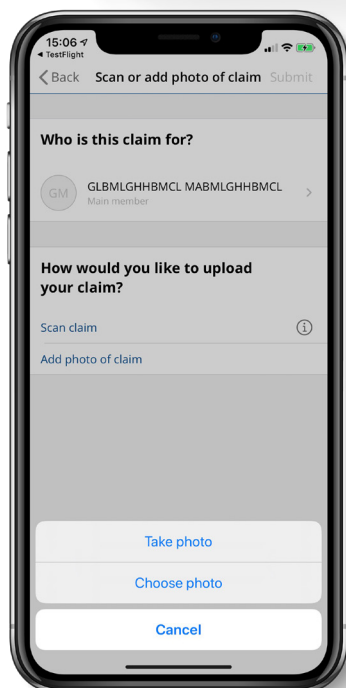 15:06
TestFlight
Back Scan or add photo of claim Submit
Who is this claim for?
GM GLBMLGHHBMCL MABMLGHHBMCL
Main member
How would you like to upload
your claim?
Scan claim
Add photo of claim
Take photo
Choose photo
Cancel